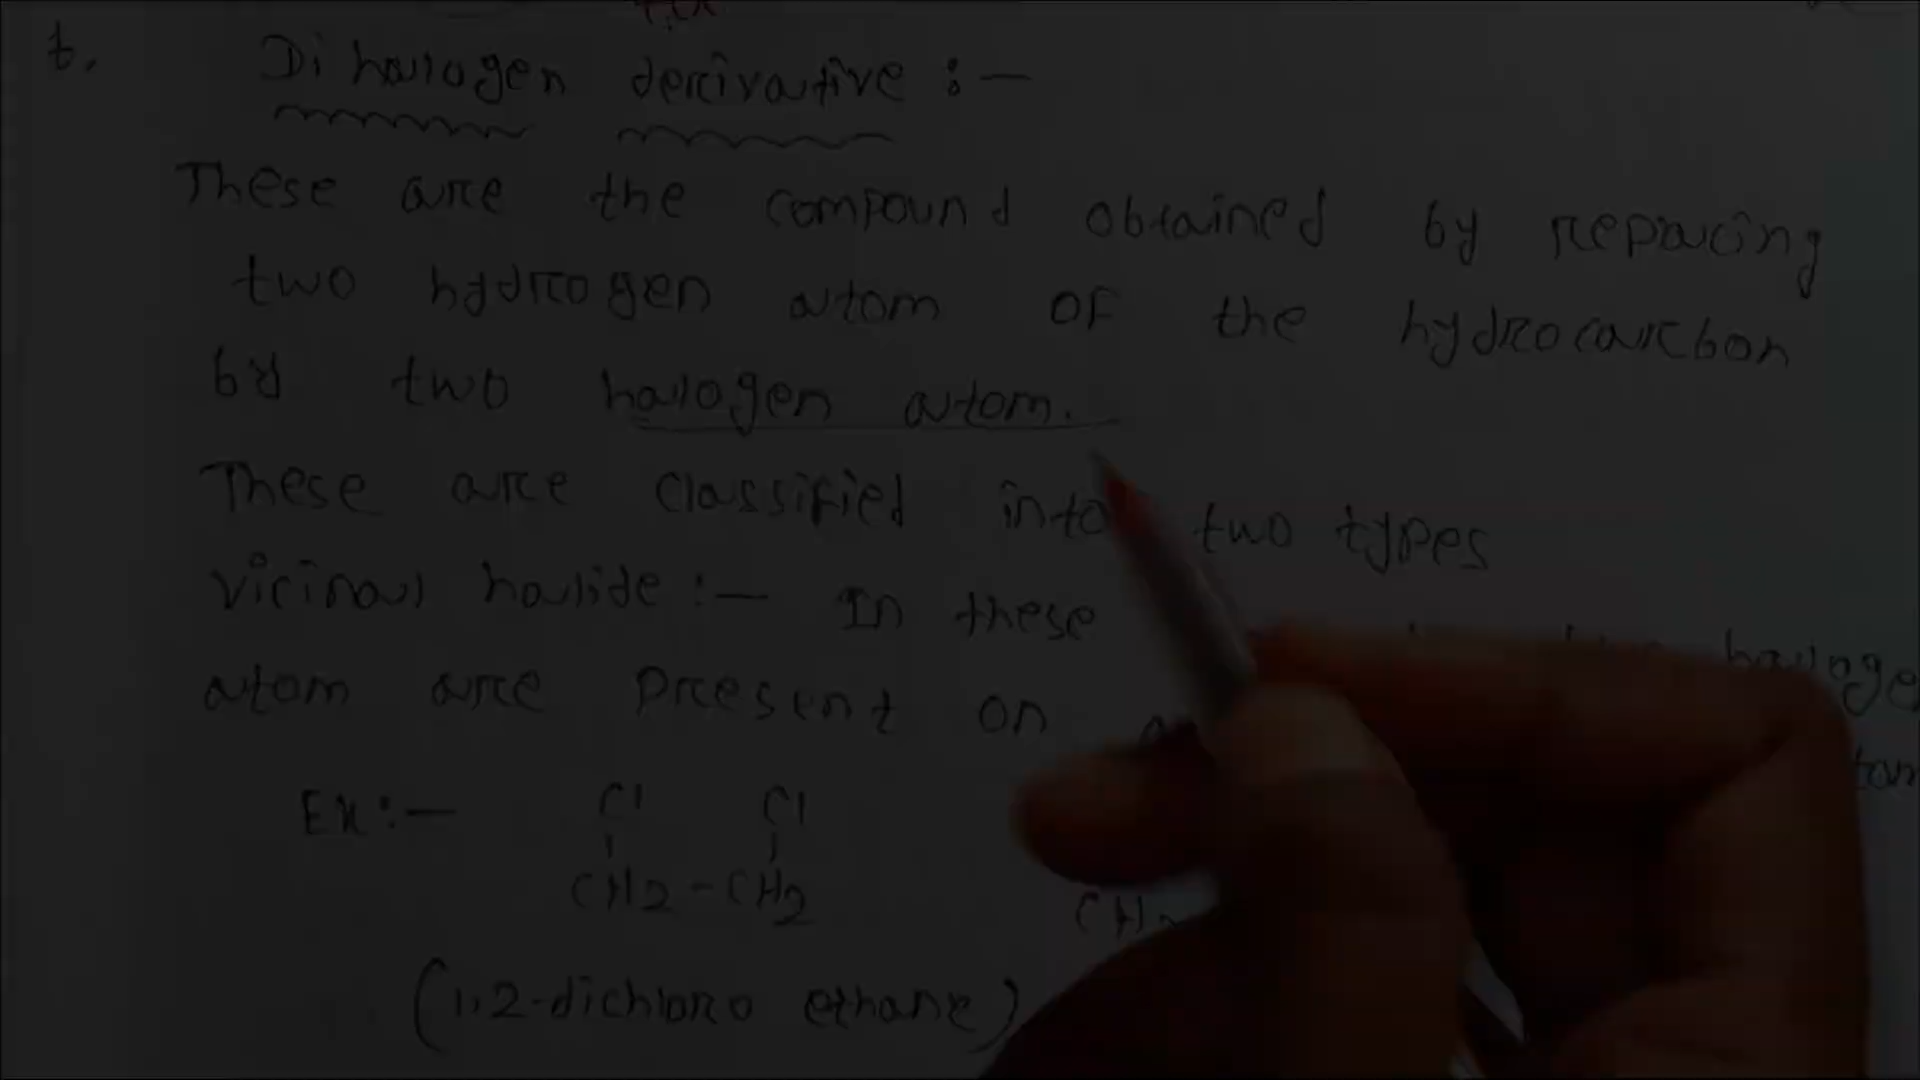 t. Dihalogen derivative :-
These are the compound obtained by replacing
two hydrogen atom of the hydrocarbon
by two halogen atom.
These are classified into two types
vicinal halide :- In these haloge
atom are present on
Ex :- Cl Cl
CH2-CH2
(1,2-dichloro ethane)